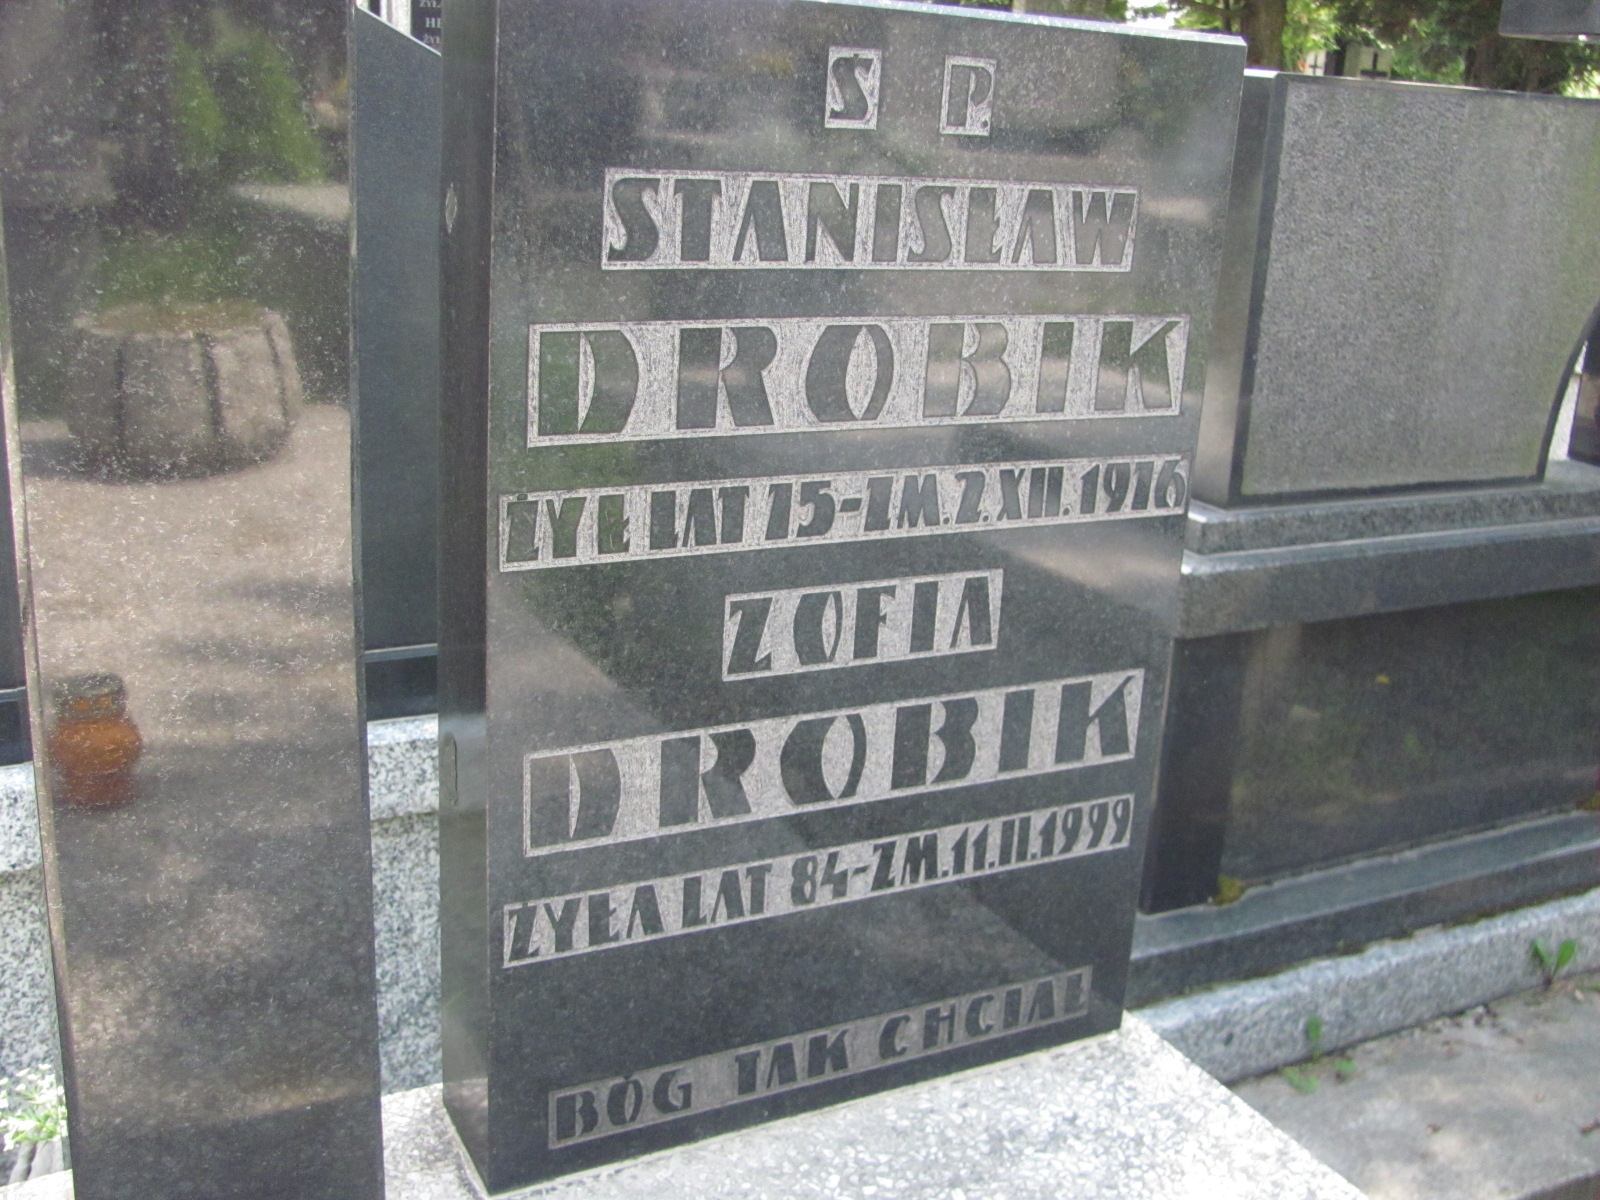 S P.
STANISŁAW
DROBIK
ŻYŁ LAT 75-ZM.2.XII.1976
ZOFIA
DROBIK
ŻYŁA LAT 84-ZM.11.II.1999
BÓG TAK CHCIAŁ